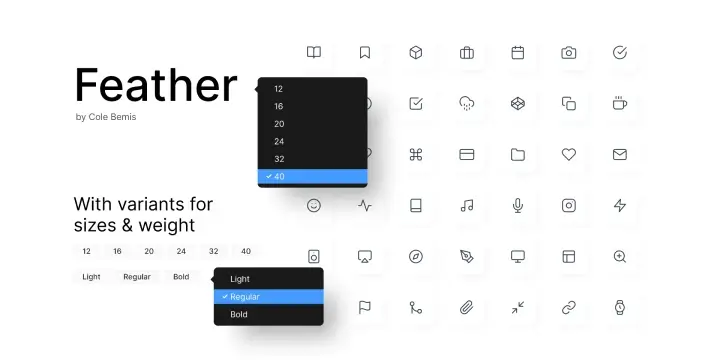 Feather
by Cole Bemis
12
16
20
24
32
40
With variants for
sizes & weight
12 16 20 24 32 40
Light Regular Bold
Light
Regular
Bold